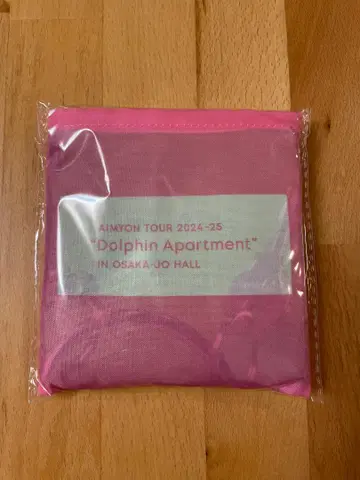 AIMYON TOUR 2024-25
"Dolphin Apartment"
IN OSAKA-JO HALL